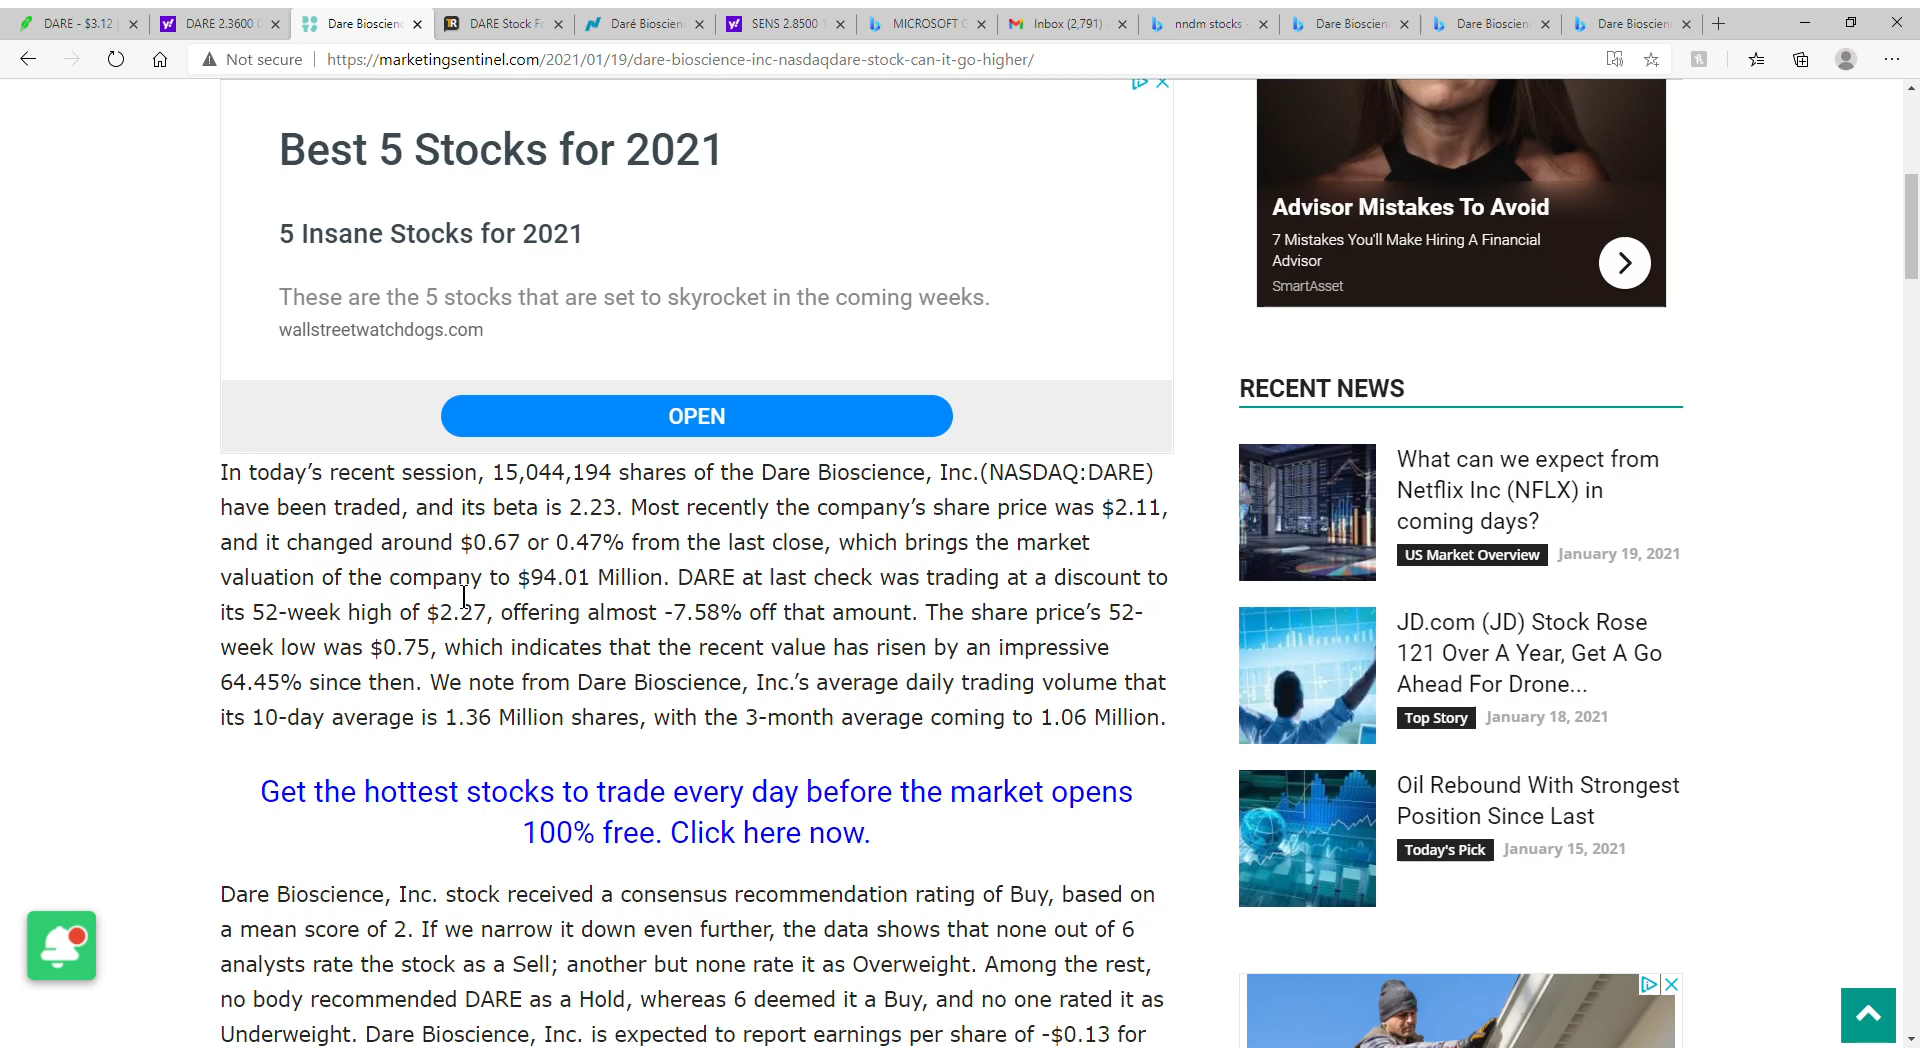 DARE - $3.12
DARE 2.3600
Dare Bioscien
DARE Stock F
Daré Bioscien
SENS 2.8500
MICROSOFT
Inbox (2,791)
nndm stocks
Dare Bioscien
Dare Bioscien
Dare Bioscien
Not secure
https://marketingsentinel.com/2021/01/19/dare-bioscience-inc-nasdaqdare-stock-can-it-go-higher/
Best 5 Stocks for 2021
5 Insane Stocks for 2021
These are the 5 stocks that are set to skyrocket in the coming weeks.
wallstreetwatchdogs.com
OPEN
In today’s recent session, 15,044,194 shares of the Dare Bioscience, Inc.(NASDAQ:DARE)
have been traded, and its beta is 2.23. Most recently the company’s share price was $2.11,
and it changed around $0.67 or 0.47% from the last close, which brings the market
valuation of the company to $94.01 Million. DARE at last check was trading at a discount to
its 52-week high of $2.27, offering almost -7.58% off that amount. The share price’s 52-
week low was $0.75, which indicates that the recent value has risen by an impressive
64.45% since then. We note from Dare Bioscience, Inc.’s average daily trading volume that
its 10-day average is 1.36 Million shares, with the 3-month average coming to 1.06 Million.
Get the hottest stocks to trade every day before the market opens
100% free. Click here now.
Dare Bioscience, Inc. stock received a consensus recommendation rating of Buy, based on
a mean score of 2. If we narrow it down even further, the data shows that none out of 6
analysts rate the stock as a Sell; another but none rate it as Overweight. Among the rest,
no body recommended DARE as a Hold, whereas 6 deemed it a Buy, and no one rated it as
Underweight. Dare Bioscience, Inc. is expected to report earnings per share of -$0.13 for
Advisor Mistakes To Avoid
7 Mistakes You'll Make Hiring A Financial
Advisor
SmartAsset
RECENT NEWS
What can we expect from
Netflix Inc (NFLX) in
coming days?
US Market Overview January 19, 2021
JD.com (JD) Stock Rose
121 Over A Year, Get A Go
Ahead For Drone...
Top Story January 18, 2021
Oil Rebound With Strongest
Position Since Last
Today's Pick January 15, 2021